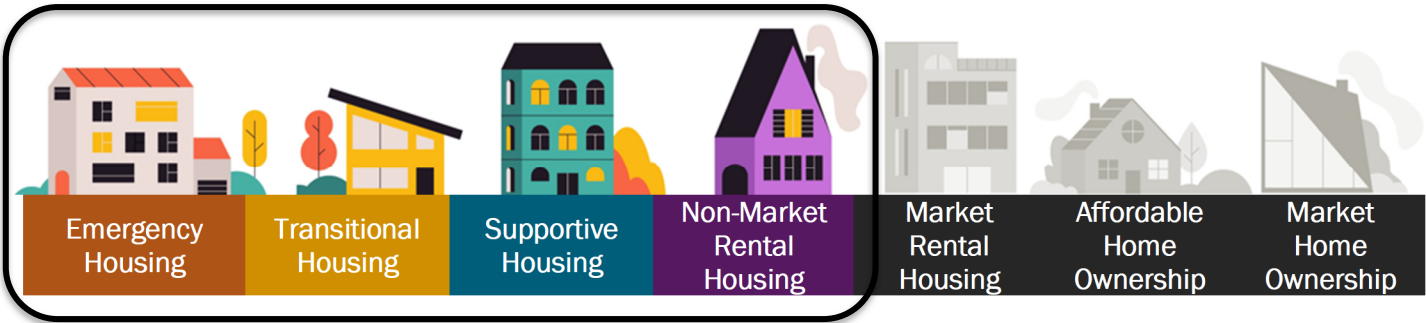 Emergency
Housing
Transitional
Housing
Supportive
Housing
Non-Market
Rental
Housing
Market
Rental
Housing
Affordable
Home
Ownership
Market
Home
Ownership